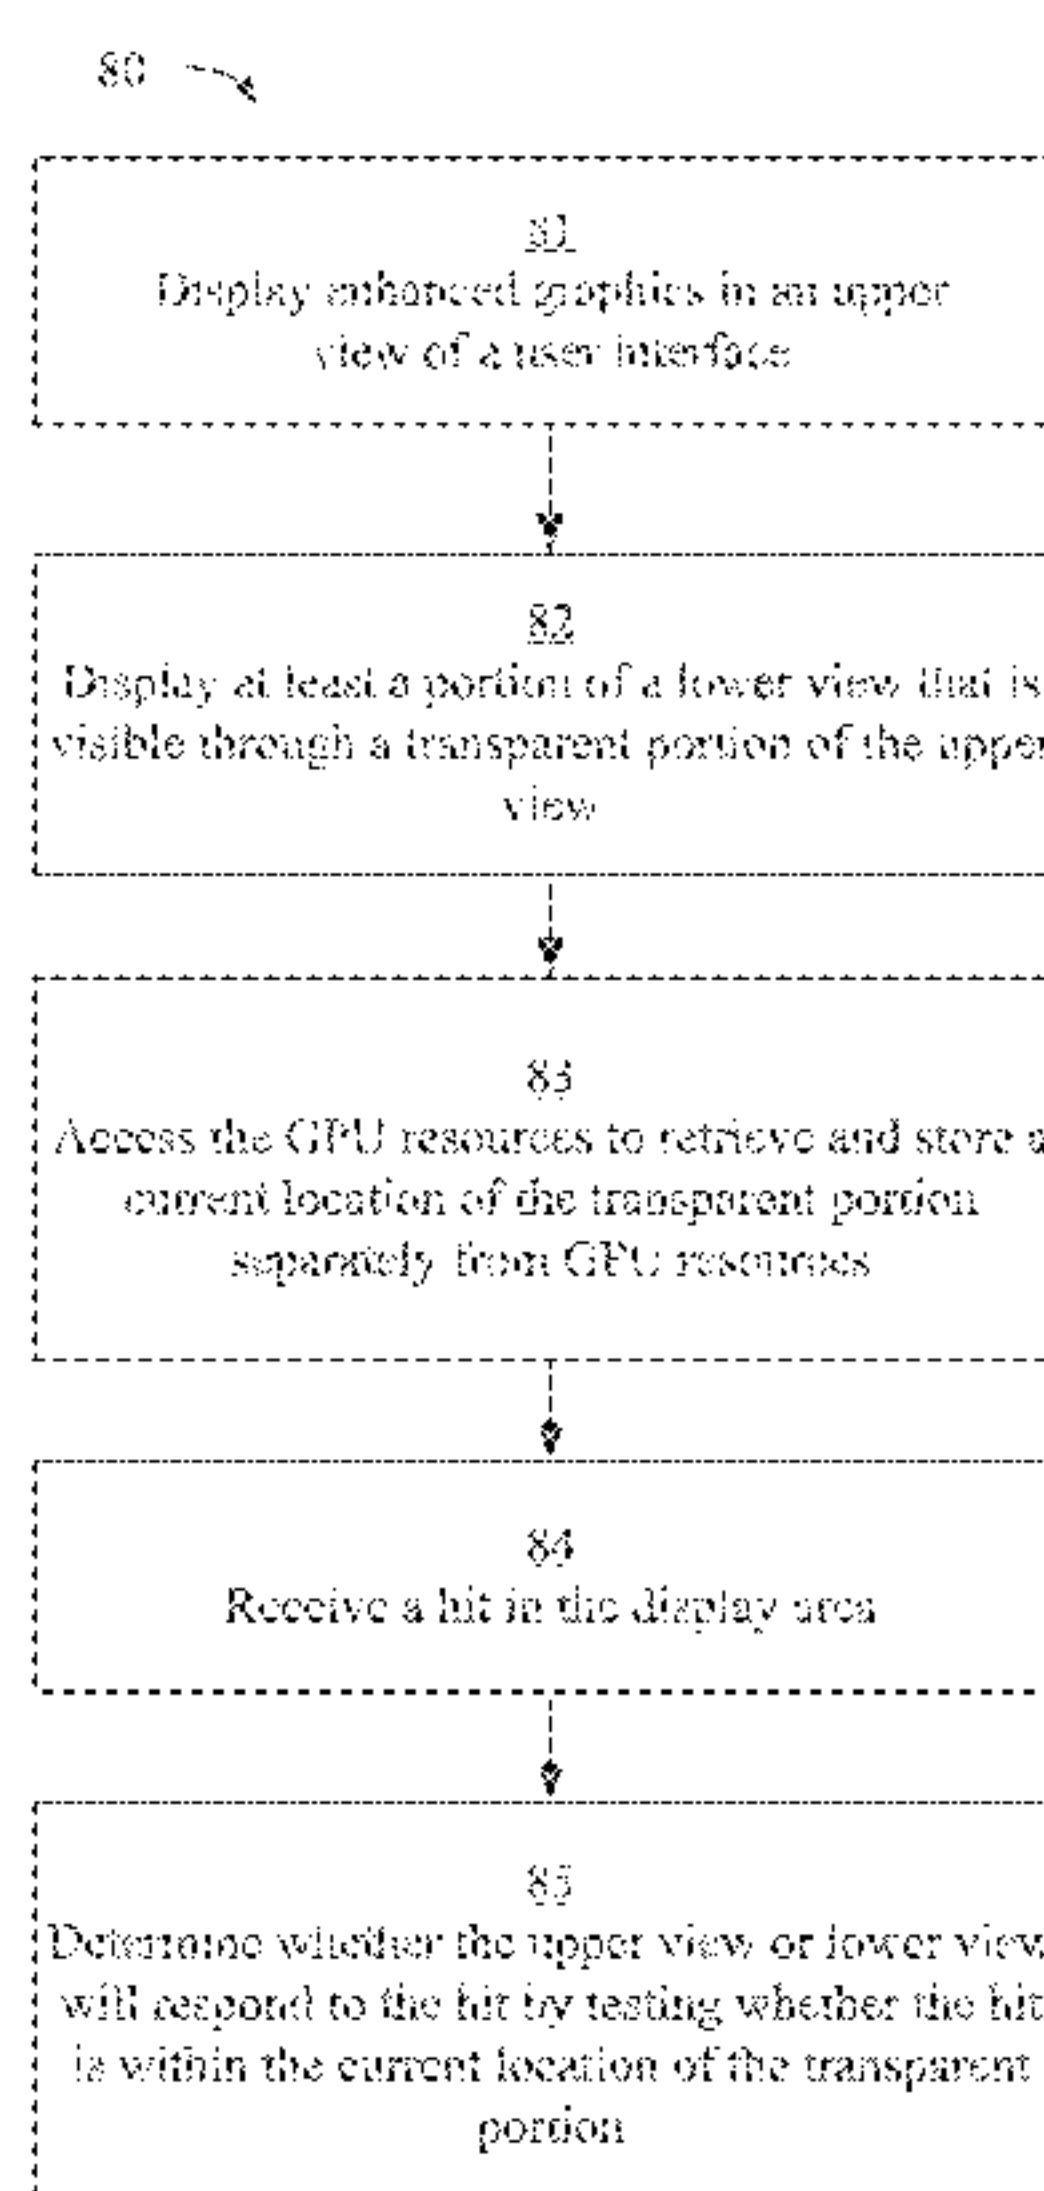 80
81
Display enhanced graphics in an upper
view of a user interface
82
Display at least a portion of a lower view that is
visible through a transparent portion of the upper
view
83
Access the GPU resources to retrieve and store a
current location of the transparent portion
separately from GPU resources
84
Receive a hit in the display area
85
Determine whether the upper view or lower view
will respond to the hit by testing whether the hit
is within the current location of the transparent
portion